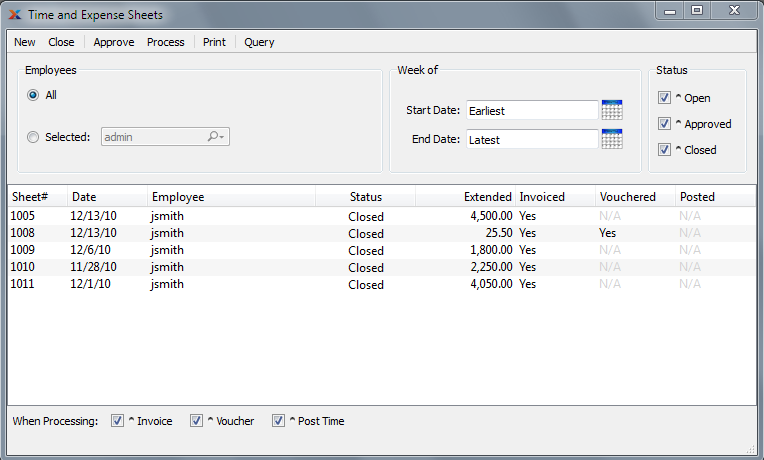 Time and Expense Sheets
New Close Approve Process Print Query
Employees
All
Selected: admin
Week of
Start Date: Earliest
End Date: Latest
Status
^ Open
^ Approved
^ Closed
Sheet# Date Employee Status Extended Invoiced Vouchered Posted
1005 12/13/10 jsmith Closed 4,500.00 Yes N/A N/A
1008 12/13/10 jsmith Closed 25.50 Yes Yes N/A
1009 12/6/10 jsmith Closed 1,800.00 Yes N/A N/A
1010 11/28/10 jsmith Closed 2,250.00 Yes N/A N/A
1011 12/1/10 jsmith Closed 4,050.00 Yes N/A N/A
When Processing: ^ Invoice ^ Voucher ^ Post Time